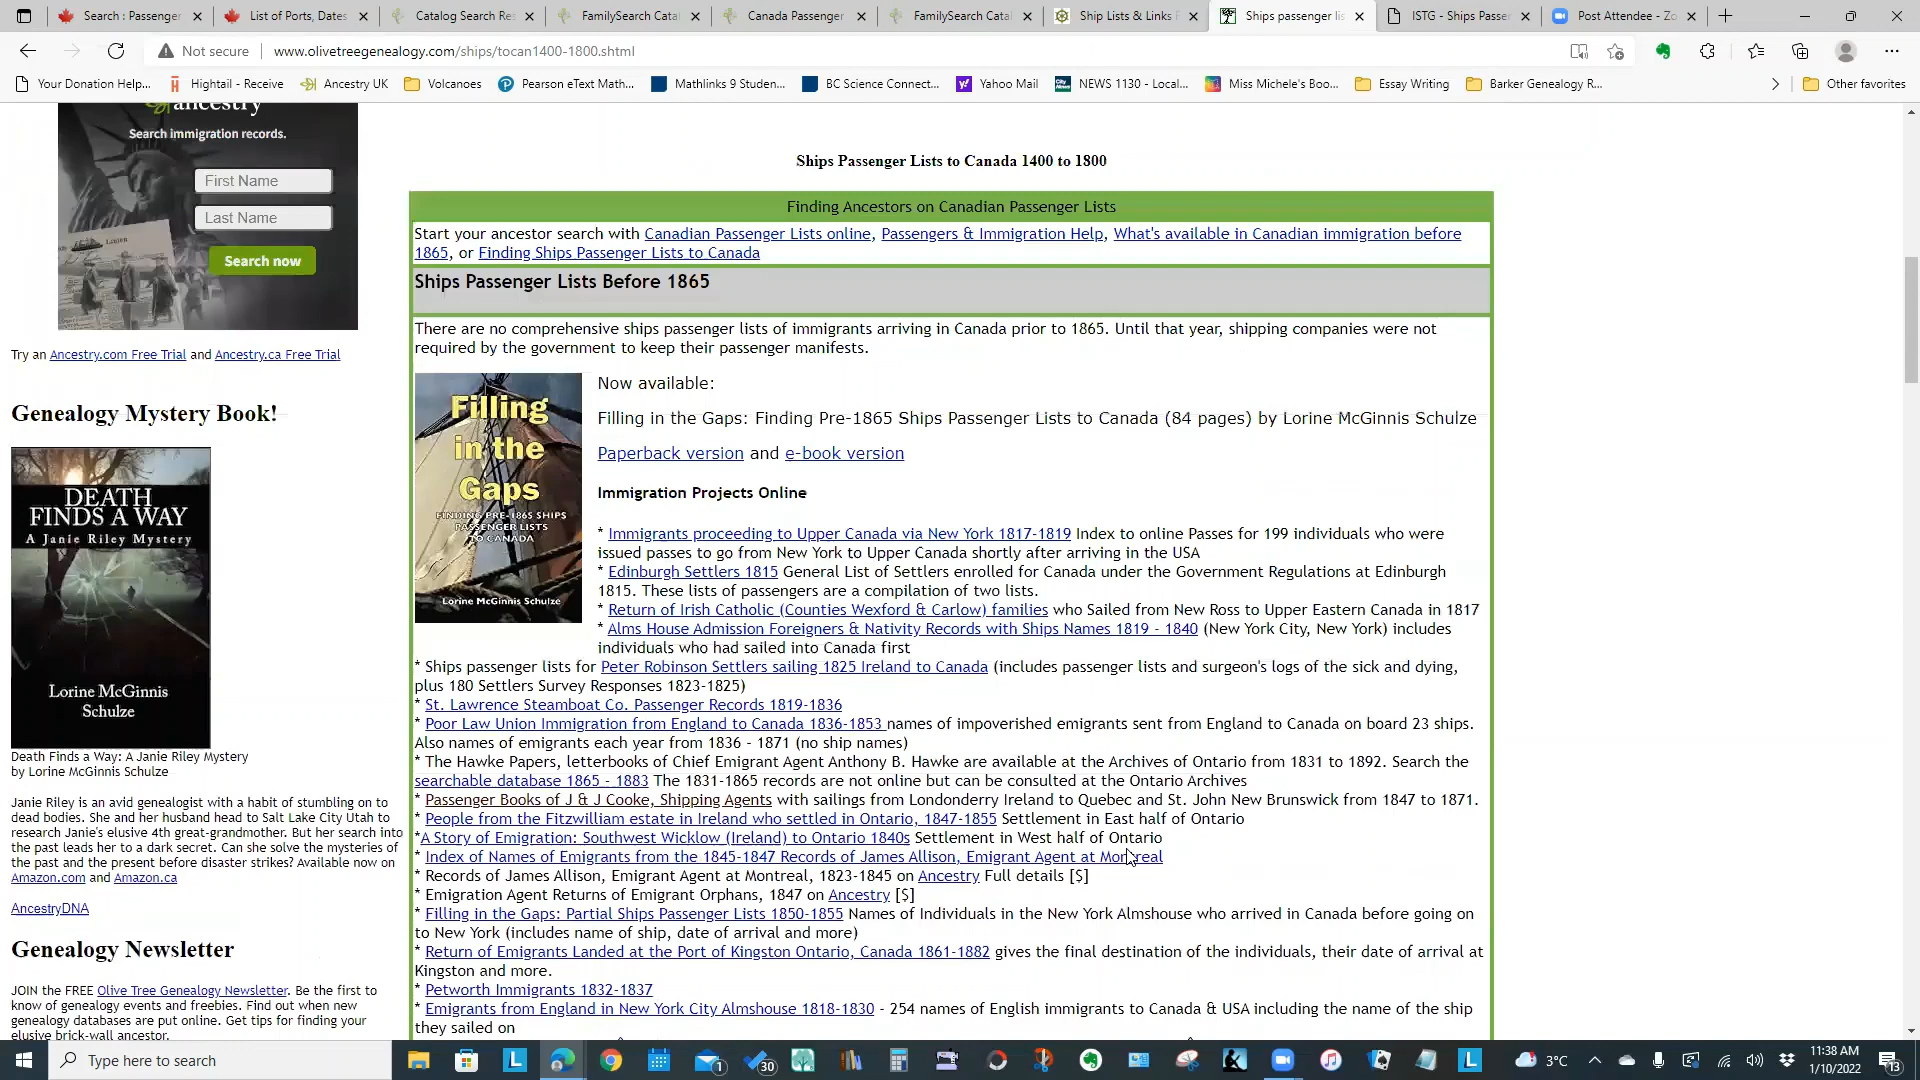 Search : Passenger
List of Ports, Dates
Catalog Search Re
FamilySearch Cata
Canada Passenger
FamilySearch Cata
Ship Lists & Links
Ships passenger lis
ISTG - Ships Passe
Post Attendee - Zo
Not secure
www.olivetreegenealogy.com/ships/tocan1400-1800.shtml
Your Donation Help...
Hightail - Receive
Ancestry UK
Volcanoes
Pearson eText Math...
Mathlinks 9 Studen...
BC Science Connect...
Yahoo Mail
NEWS 1130 - Local...
Miss Michele's Boo...
Essay Writing
Barker Genealogy R...
Other favorites
ancestry
Search immigration records.
First Name
Last Name
Search now
Try an Ancestry.com Free Trial and Ancestry.ca Free Trial
Genealogy Mystery Book!
DEATH
FINDS A WAY
A Janie Riley Mystery
Lorine McGinnis
Schulze
Death Finds a Way: A Janie Riley Mystery
by Lorine McGinnis Schulze
Janie Riley is an avid genealogist with a habit of stumbling on to
dead bodies. She and her husband head to Salt Lake City Utah to
research Janie's elusive 4th great-grandmother. But her search into
the past leads her to a dark secret. Can she solve the mysteries of
the past and the present before disaster strikes? Available now on
Amazon.com and Amazon.ca
AncestryDNA
Genealogy Newsletter
JOIN the FREE Olive Tree Genealogy Newsletter. Be the first to
know of genealogy events and freebies. Find out when new
genealogy databases are put online. Get tips for finding your
elusive brick-wall ancestor.
Ships Passenger Lists to Canada 1400 to 1800
Finding Ancestors on Canadian Passenger Lists
Start your ancestor search with Canadian Passenger Lists online, Passengers & Immigration Help, What's available in Canadian immigration before
1865, or Finding Ships Passenger Lists to Canada
Ships Passenger Lists Before 1865
There are no comprehensive ships passenger lists of immigrants arriving in Canada prior to 1865. Until that year, shipping companies were not
required by the government to keep their passenger manifests.
Filling
in the
Gaps
FINDING PRE-1865 SHIPS
PASSENGER LISTS
TO CANADA
Lorine McGinnis Schulze
Now available:
Filling in the Gaps: Finding Pre-1865 Ships Passenger Lists to Canada (84 pages) by Lorine McGinnis Schulze
Paperback version and e-book version
Immigration Projects Online
* Immigrants proceeding to Upper Canada via New York 1817-1819 Index to online Passes for 199 individuals who were
issued passes to go from New York to Upper Canada shortly after arriving in the USA
* Edinburgh Settlers 1815 General List of Settlers enrolled for Canada under the Government Regulations at Edinburgh
1815. These lists of passengers are a compilation of two lists.
* Return of Irish Catholic (Counties Wexford & Carlow) families who Sailed from New Ross to Upper Eastern Canada in 1817
* Alms House Admission Foreigners & Nativity Records with Ships Names 1819 - 1840 (New York City, New York) includes
individuals who had sailed into Canada first
* Ships passenger lists for Peter Robinson Settlers sailing 1825 Ireland to Canada (includes passenger lists and surgeon's logs of the sick and dying,
plus 180 Settlers Survey Responses 1823-1825)
* St. Lawrence Steamboat Co. Passenger Records 1819-1836
* Poor Law Union Immigration from England to Canada 1836-1853 names of impoverished emigrants sent from England to Canada on board 23 ships.
Also names of emigrants each year from 1836 - 1871 (no ship names)
* The Hawke Papers, letterbooks of Chief Emigrant Agent Anthony B. Hawke are available at the Archives of Ontario from 1831 to 1892. Search the
searchable database 1865 - 1883 The 1831-1865 records are not online but can be consulted at the Ontario Archives
* Passenger Books of J & J Cooke, Shipping Agents with sailings from Londonderry Ireland to Quebec and St. John New Brunswick from 1847 to 1871.
* People from the Fitzwilliam estate in Ireland who settled in Ontario, 1847-1855 Settlement in East half of Ontario
*A Story of Emigration: Southwest Wicklow (Ireland) to Ontario 1840s Settlement in West half of Ontario
* Index of Names of Emigrants from the 1845-1847 Records of James Allison, Emigrant Agent at Montreal
* Records of James Allison, Emigrant Agent at Montreal, 1823-1845 on Ancestry Full details [$]
* Emigration Agent Returns of Emigrant Orphans, 1847 on Ancestry [$]
* Filling in the Gaps: Partial Ships Passenger Lists 1850-1855 Names of Individuals in the New York Almshouse who arrived in Canada before going on
to New York (includes name of ship, date of arrival and more)
* Return of Emigrants Landed at the Port of Kingston Ontario, Canada 1861-1882 gives the final destination of the individuals, their date of arrival at
Kingston and more.
* Petworth Immigrants 1832-1837
* Emigrants from England in New York City Almshouse 1818-1830 - 254 names of English immigrants to Canada & USA including the name of the ship
they sailed on
Type here to search
1
30
3°C
11:38 AM
1/10/2022
13